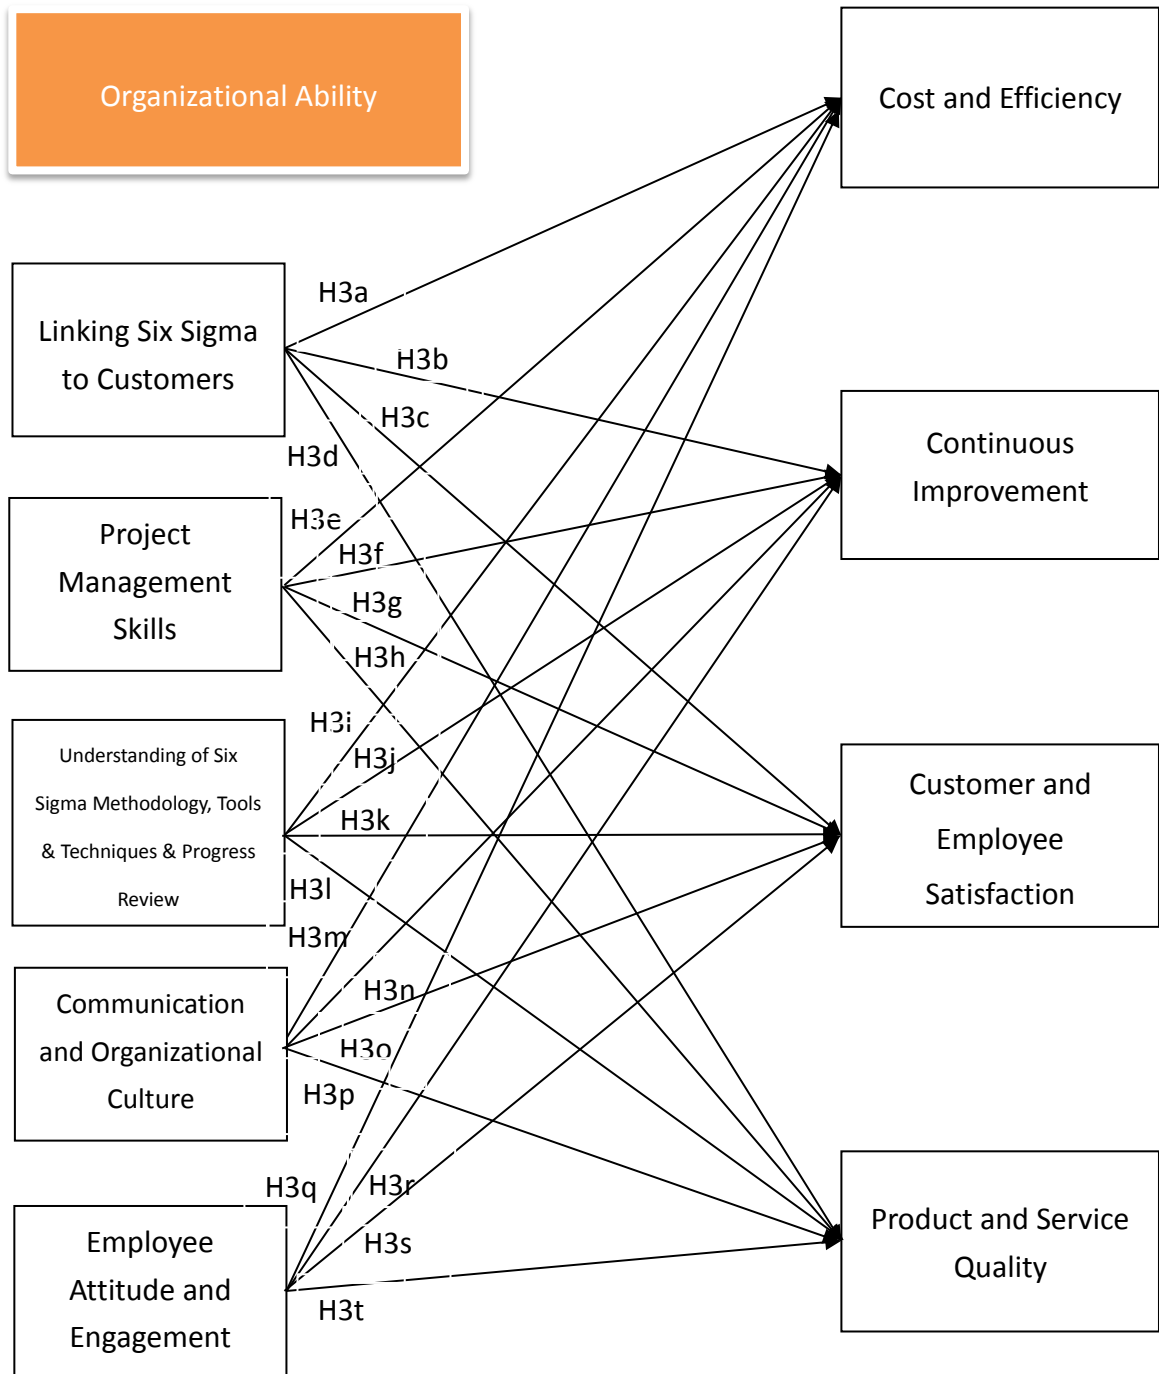 Organizational Ability
Cost and Efficiency
Linking Six Sigma
to Customers
H3a
H3b
H3c
H3d
Continuous
Improvement
Project
Management
Skills
H3e
H3f
H3g
H3h
Understanding of Six
Sigma Methodology, Tools
& Techniques & Progress
Review
H3i
H3j
H3k
H3l
Customer and
Employee
Satisfaction
H3m
Communication
and Organizational
Culture
H3n
H3o
H3p
Employee
Attitude and
Engagement
H3q
H3r
H3s
H3t
Product and Service
Quality